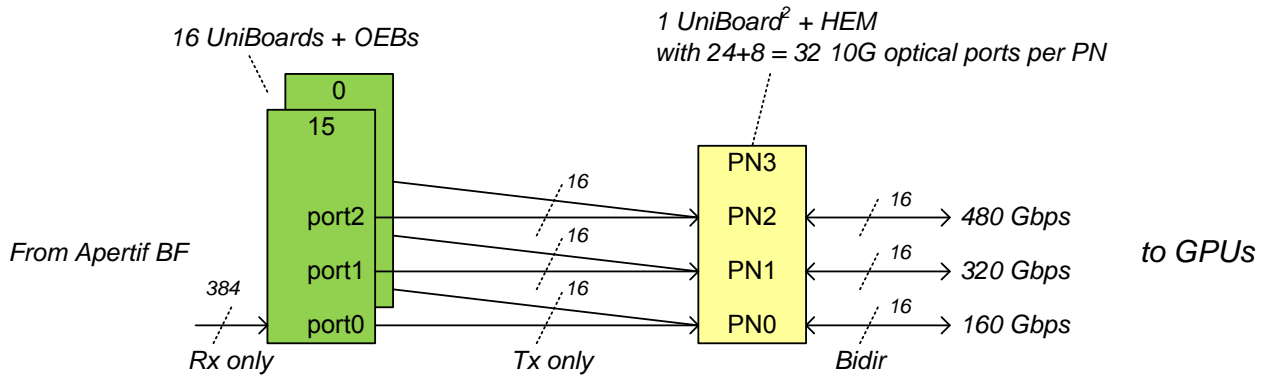 16 UniBoards + OEBs
1 UniBoard² + HEM
with 24+8 = 32 10G optical ports per PN
0
15
PN3
16
16
port2
PN2
480 Gbps
From Apertif BF
16
16
to GPUs
port1
PN1
320 Gbps
384
16
16
port0
PN0
160 Gbps
Rx only
Tx only
Bidir